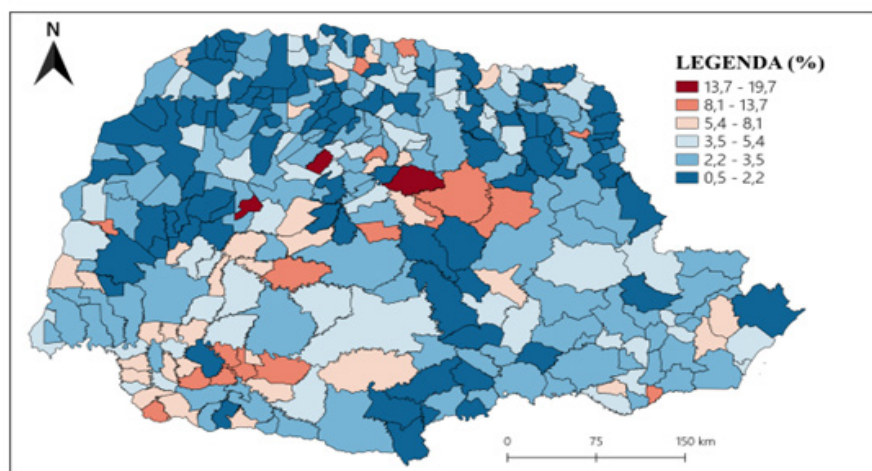 N
LEGENDA (%)
13,7 - 19,7
8,1 - 13,7
5,4 - 8,1
3,5 - 5,4
2,2 - 3,5
0,5 - 2,2
0 75 150 km